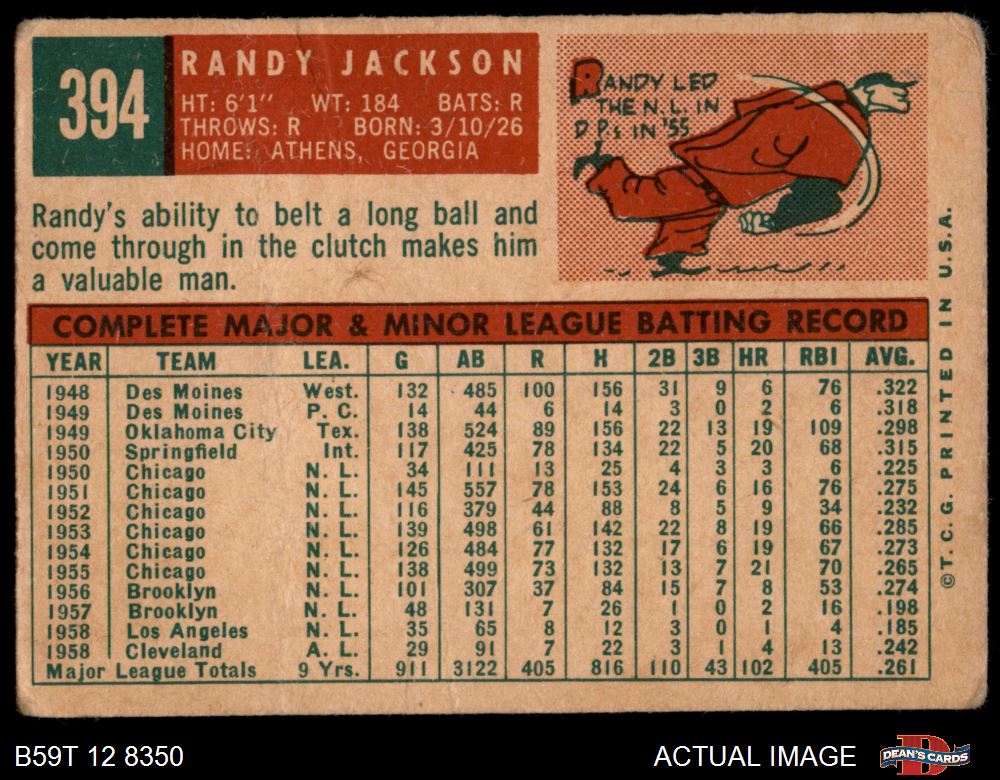 394
RANDY JACKSON
HT: 6'1" WT: 184 BATS: R
THROWS: R BORN: 3/10/26
HOME: ATHENS, GEORGIA
RANDY LED
THE N.L. IN
D.P.s IN '55
Randy's ability to belt a long ball and
come through in the clutch makes him
a valuable man.
COMPLETE MAJOR & MINOR LEAGUE BATTING RECORD
YEAR TEAM LEA. G AB R H 2B 3B HR RBI AVG.
1948 Des Moines West. 132 485 100 156 31 9 6 76 .322
1949 Des Moines P. C. 14 44 6 14 3 0 2 6 .318
1949 Oklahoma City Tex. 138 524 89 156 22 13 19 109 .298
1950 Springfield Int. 117 425 78 134 22 5 20 68 .315
1950 Chicago N. L. 34 111 13 25 4 3 3 6 .225
1951 Chicago N. L. 145 557 78 153 24 6 16 76 .275
1952 Chicago N. L. 116 379 44 88 8 5 9 34 .232
1953 Chicago N. L. 139 498 61 142 22 8 19 66 .285
1954 Chicago N. L. 126 484 77 132 17 6 19 67 .273
1955 Chicago N. L. 138 499 73 132 13 7 21 70 .265
1956 Brooklyn N. L. 101 307 37 84 15 7 8 53 .274
1957 Brooklyn N. L. 48 131 7 26 1 0 2 16 .198
1958 Los Angeles N. L. 35 65 8 12 3 0 1 4 .185
1958 Cleveland A. L. 29 91 7 22 3 1 4 13 .242
Major League Totals 9 Yrs. 911 3122 405 816 110 43 102 405 .261
©T. C. G. PRINTED IN U.S.A.
B59T 12 8350
ACTUAL IMAGE
D
DEAN'S CARDS